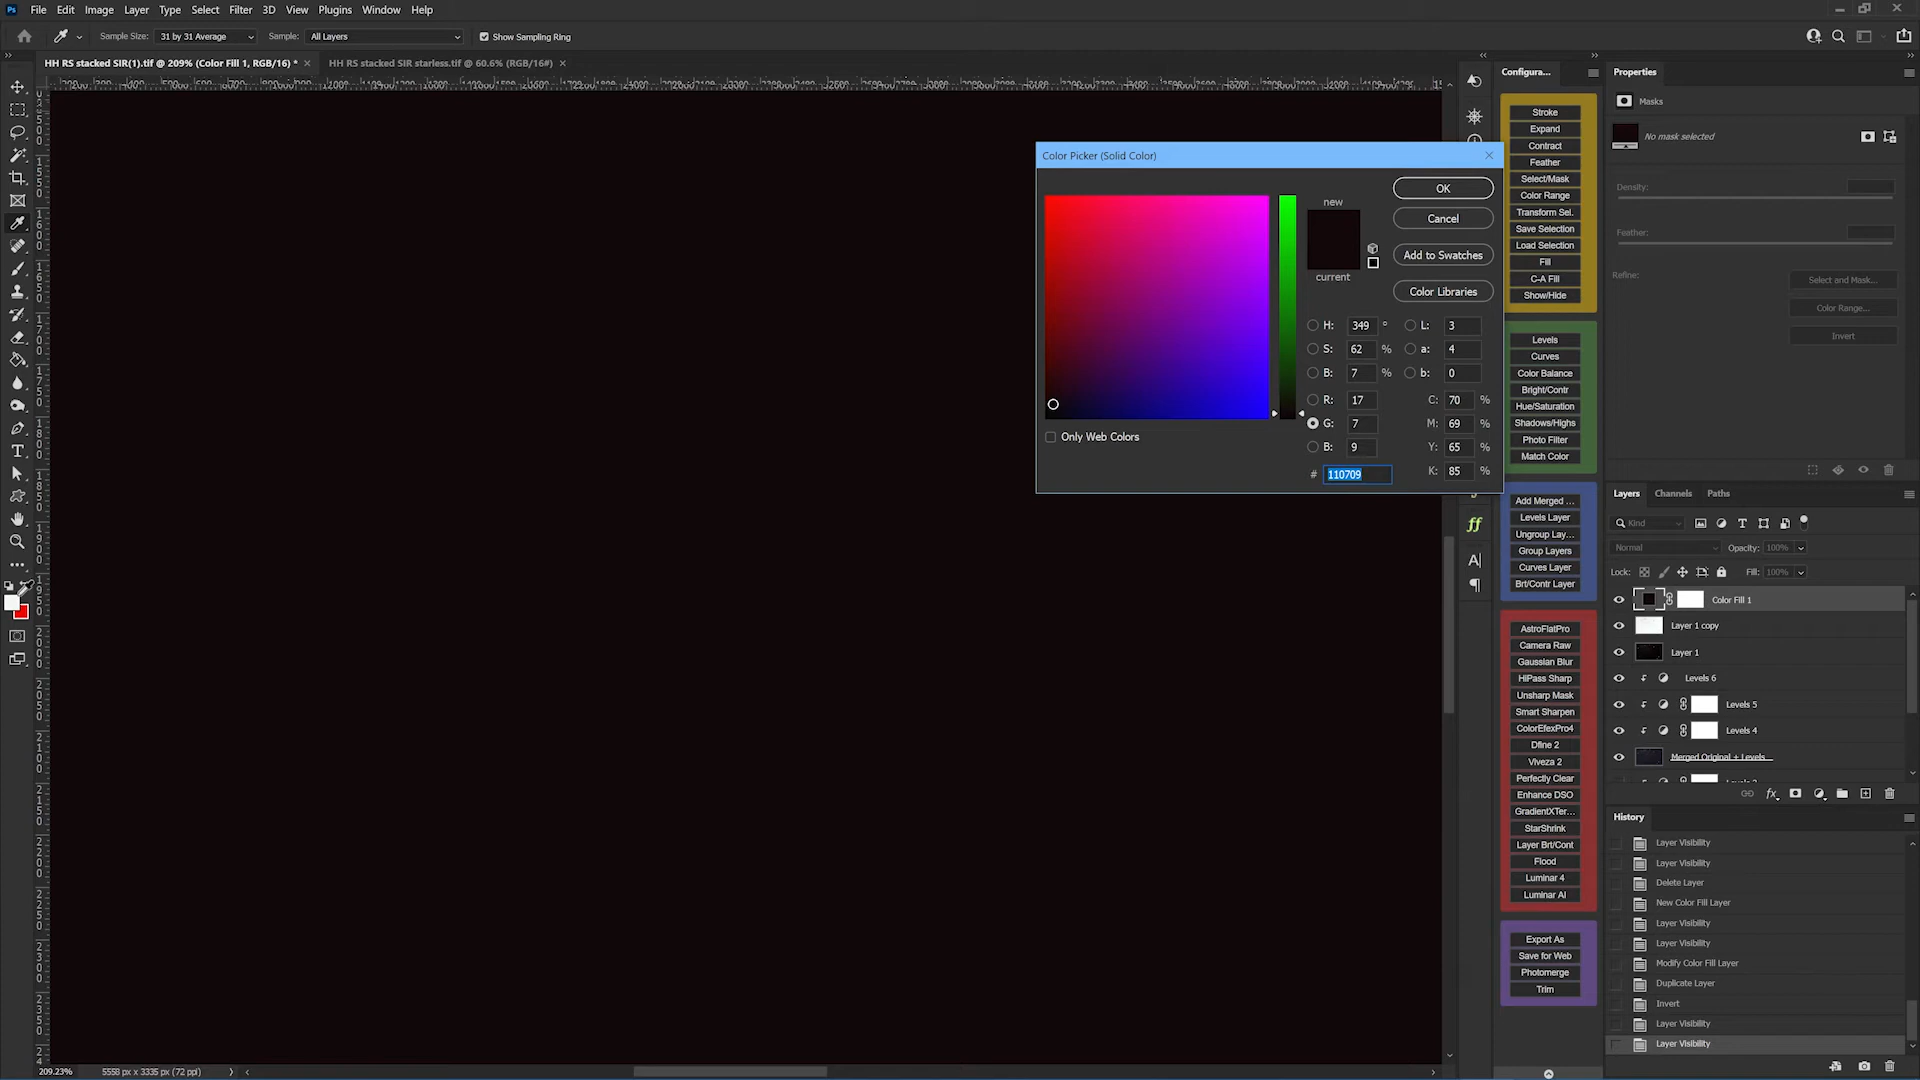 Ps File Edit Image Layer Type Select Filter 3D View Plugins Window Help
Sample Size: 31 by 31 Average Sample: All Layers Show Sampling Ring
HH RS stacked SIR(1).tif @ 209% (Color Fill 1, RGB/16) * ×
HH RS stacked SIR starless.tif @ 60.6% (RGB/16#) ×
Color Picker (Solid Color)
new
current
OK
Cancel
Add to Swatches
Color Libraries
H: 349 °
S: 62 %
B: 7 %
R: 17
G: 7
B: 9
L: 3
a: 4
b: 0
C: 70 %
M: 69 %
Y: 65 %
K: 85 %
Only Web Colors
# 110709
Configura...
Stroke
Expand
Contract
Feather
Select/Mask
Color Range
Transform Sel.
Save Selection
Load Selection
Fill
C-A Fill
Show/Hide
Levels
Curves
Color Balance
Bright/Contr
Hue/Saturation
Shadows/Highs
Photo Filter
Match Color
Add Merged ...
Levels Layer
Ungroup Lay...
Group Layers
Curves Layer
Brt/Contr Layer
AstroFlatPro
Camera Raw
Gaussian Blur
HiPass Sharp
Unsharp Mask
Smart Sharpen
ColorEfexPro4
Dfine 2
Viveza 2
Perfectly Clear
Enhance DSO
GradientXTer...
StarShrink
Layer Brt/Cont
Flood
Luminar 4
Luminar AI
Export As
Save for Web
Photomerge
Trim
Properties
Masks
No mask selected
Density:
Feather:
Refine:
Select and Mask...
Color Range...
Invert
Layers Channels Paths
Kind
Normal Opacity: 100%
Lock: Fill: 100%
Color Fill 1
Layer 1 copy
Layer 1
Levels 6
Levels 5
Levels 4
Merged Original + Levels
History
Layer Visibility
Layer Visibility
Delete Layer
New Color Fill Layer
Layer Visibility
Layer Visibility
Modify Color Fill Layer
Duplicate Layer
Invert
Layer Visibility
Layer Visibility
209.23% 5558 px x 3335 px (72 ppi)